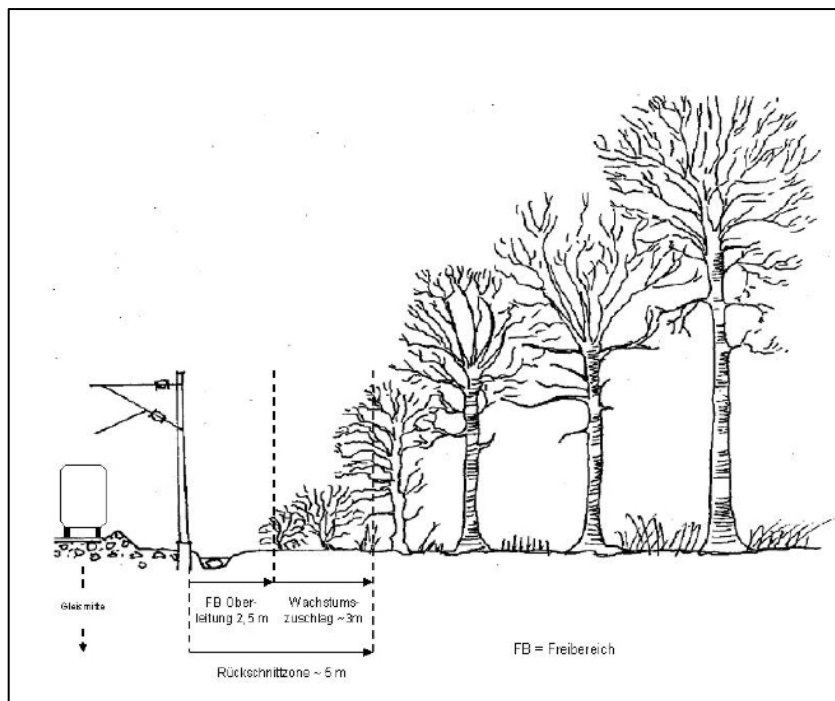 Gleismitte
FB Ober-
leitung 2,5 m
Wachstums-
zuschlag ~3m
Rückschnittzone ~ 5 m
FB = Freibereich